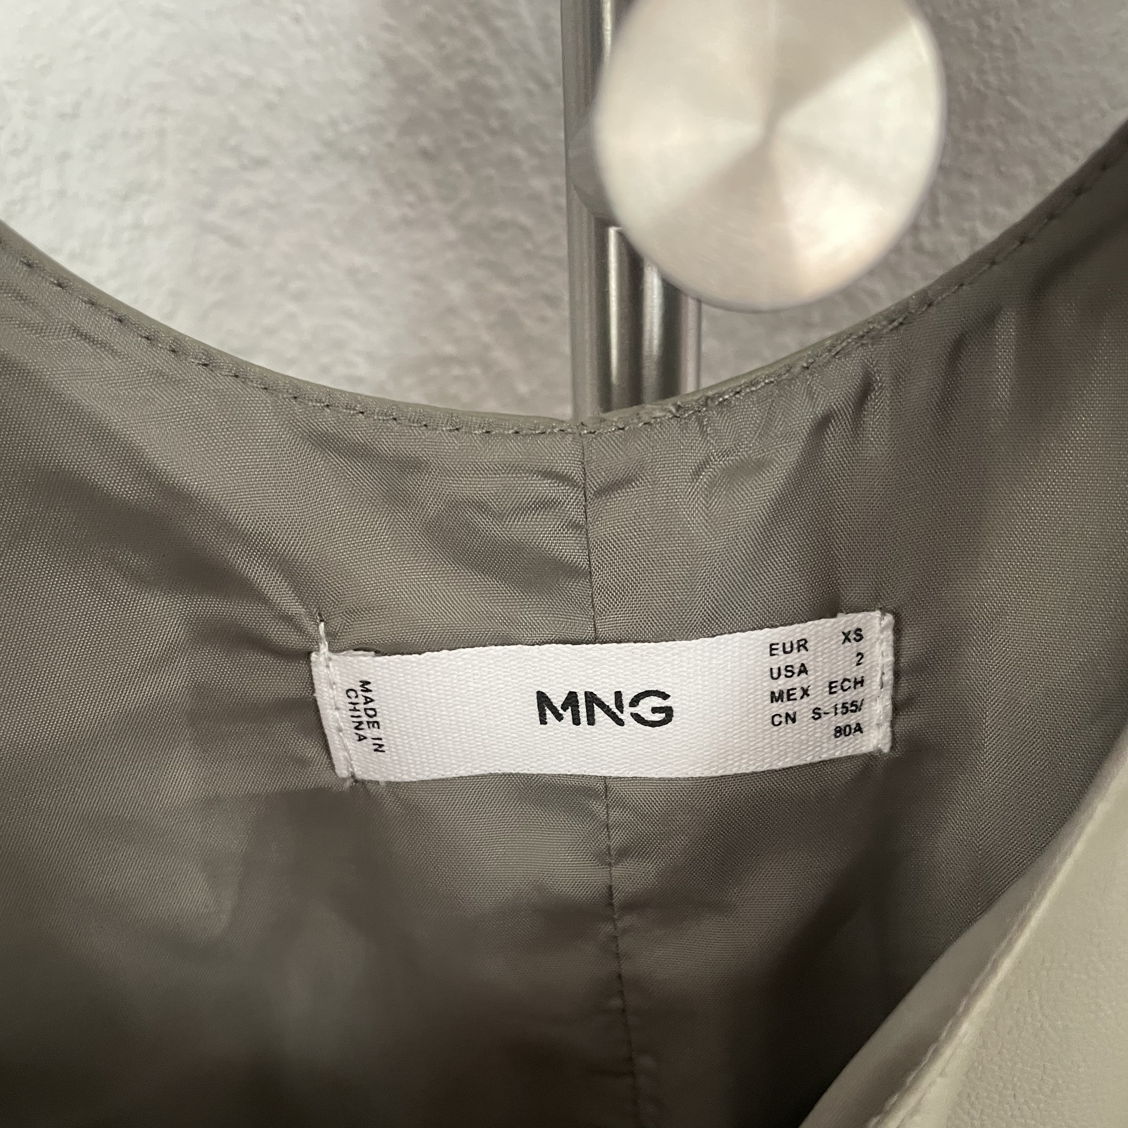 MADE IN
CHINA
MNG
EUR XS
USA 2
MEX ECH
CN S-155/
80A